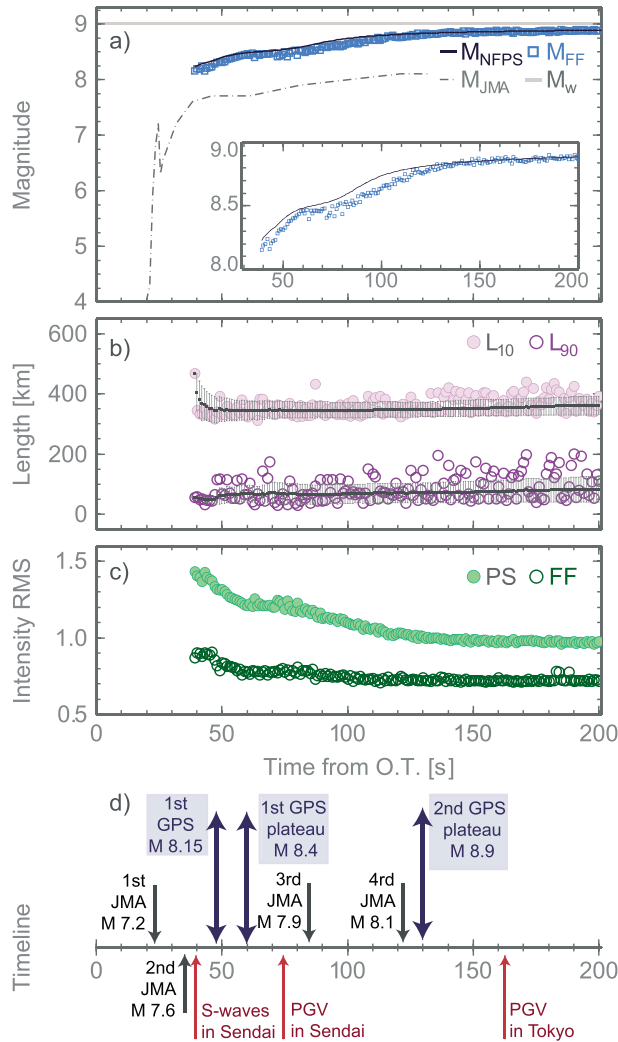 a)
Magnitude
9
8
7
6
5
4
M_NFPS
M_FF
M_JMA
M_w
9.0
8.5
8.0
50
100
150
200
b)
Length [km]
600
400
200
0
L_10
L_90
c)
Intensity RMS
1.5
1.0
0.5
PS
FF
0
50
100
150
200
Time from O.T. [s]
d)
1st
GPS
M 8.15
1st GPS
plateau
M 8.4
2nd GPS
plateau
M 8.9
1st
JMA
M 7.2
3rd
JMA
M 7.9
4rd
JMA
M 8.1
Timeline
0
50
100
150
200
2nd
JMA
M 7.6
S-waves
in Sendai
PGV
in Sendai
PGV
in Tokyo